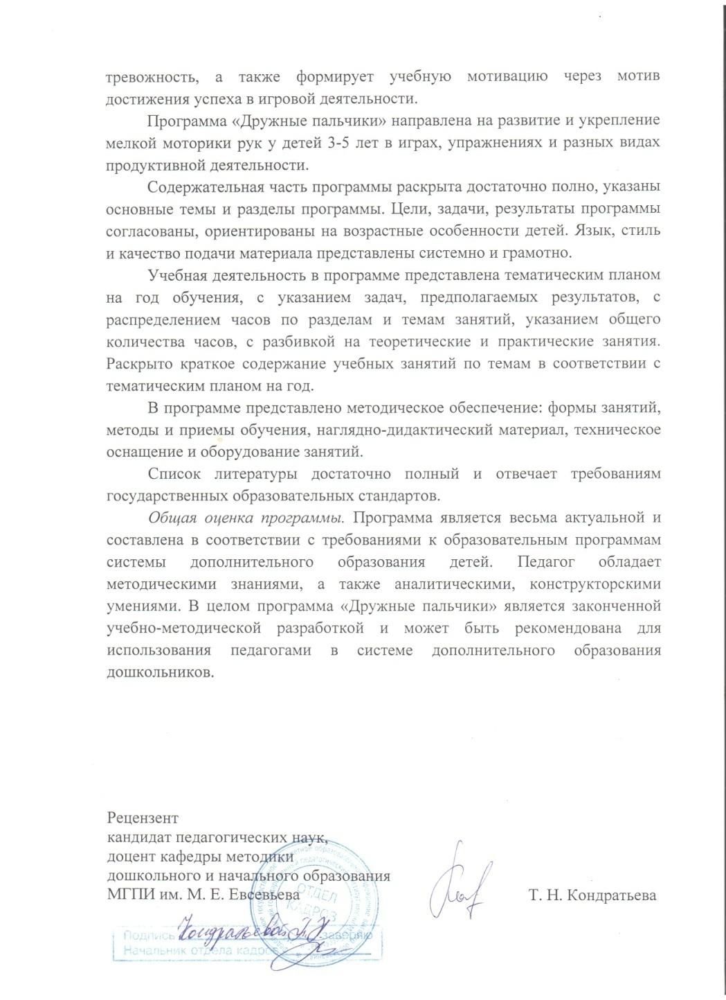 тревожность, а также формирует учебную мотивацию через мотив
достижения успеха в игровой деятельности.
Программа «Дружные пальчики» направлена на развитие и укрепление
мелкой моторики рук у детей 3-5 лет в играх, упражнениях и разных видах
продуктивной деятельности.
Содержательная часть программы раскрыта достаточно полно, указаны
основные темы и разделы программы. Цели, задачи, результаты программы
согласованы, ориентированы на возрастные особенности детей. Язык, стиль
и качество подачи материала представлены системно и грамотно.
Учебная деятельность в программе представлена тематическим планом
на год обучения, с указанием задач, предполагаемых результатов, с
распределением часов по разделам и темам занятий, указанием общего
количества часов, с разбивкой на теоретические и практические занятия.
Раскрыто краткое содержание учебных занятий по темам в соответствии с
тематическим планом на год.
В программе представлено методическое обеспечение: формы занятий,
методы и приемы обучения, наглядно-дидактический материал, техническое
оснащение и оборудование занятий.
Список литературы достаточно полный и отвечает требованиям
государственных образовательных стандартов.
Общая оценка программы. Программа является весьма актуальной и
составлена в соответствии с требованиями к образовательным программам
системы дополнительного образования детей. Педагог обладает
методическими знаниями, а также аналитическими, конструкторскими
умениями. В целом программа «Дружные пальчики» является законченной
учебно-методической разработкой и может быть рекомендована для
использования педагогами в системе дополнительного образования
дошкольников.
Рецензент
кандидат педагогических наук,
доцент кафедры методики
дошкольного и начального образования
МГПИ им. М. Е. Евсевьева Т. Н. Кондратьева
ОТДЕЛ
КАДРОВ
Подпись Кондратьевой Т.Н. заверяю
Начальник отдела кадров